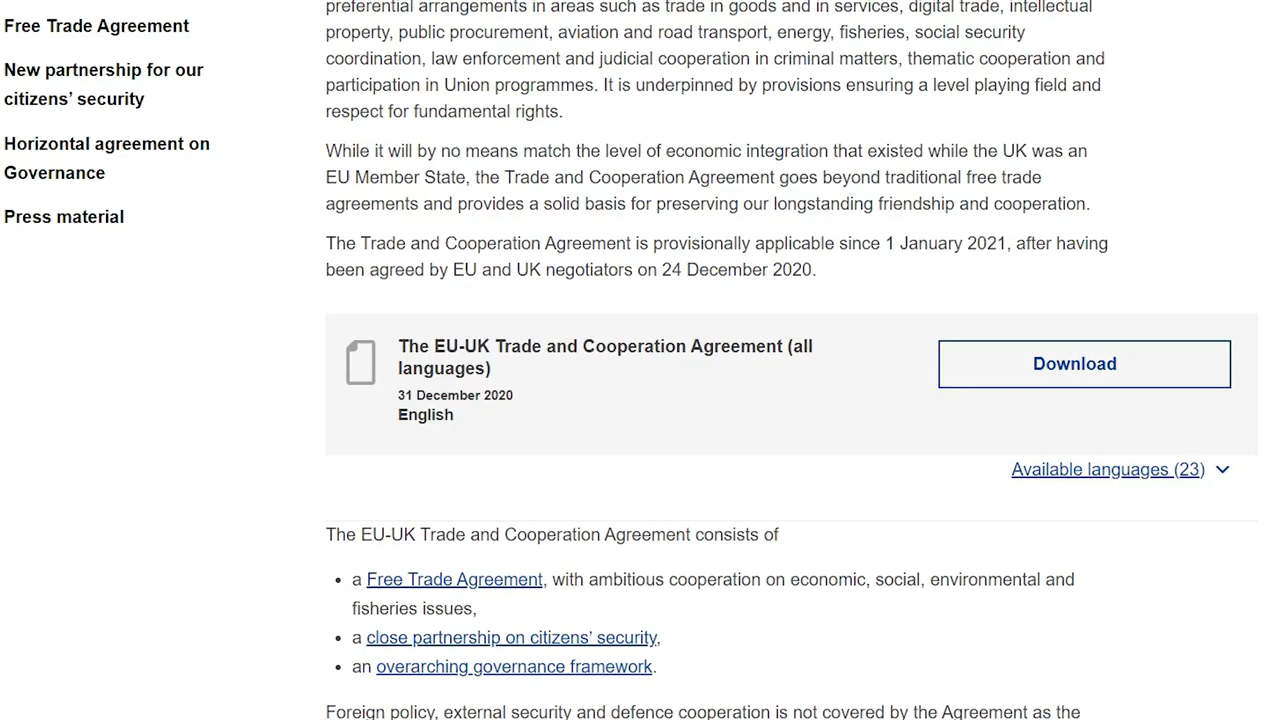 Free Trade Agreement
New partnership for our
citizens’ security
Horizontal agreement on
Governance
Press material
preferential arrangements in areas such as trade in goods and in services, digital trade, intellectual
property, public procurement, aviation and road transport, energy, fisheries, social security
coordination, law enforcement and judicial cooperation in criminal matters, thematic cooperation and
participation in Union programmes. It is underpinned by provisions ensuring a level playing field and
respect for fundamental rights.
While it will by no means match the level of economic integration that existed while the UK was an
EU Member State, the Trade and Cooperation Agreement goes beyond traditional free trade
agreements and provides a solid basis for preserving our longstanding friendship and cooperation.
The Trade and Cooperation Agreement is provisionally applicable since 1 January 2021, after having
been agreed by EU and UK negotiators on 24 December 2020.
The EU-UK Trade and Cooperation Agreement (all
languages)
31 December 2020
English
Download
Available languages (23)
The EU-UK Trade and Cooperation Agreement consists of
• a Free Trade Agreement, with ambitious cooperation on economic, social, environmental and
fisheries issues,
• a close partnership on citizens’ security,
• an overarching governance framework.
Foreign policy, external security and defence cooperation is not covered by the Agreement as the